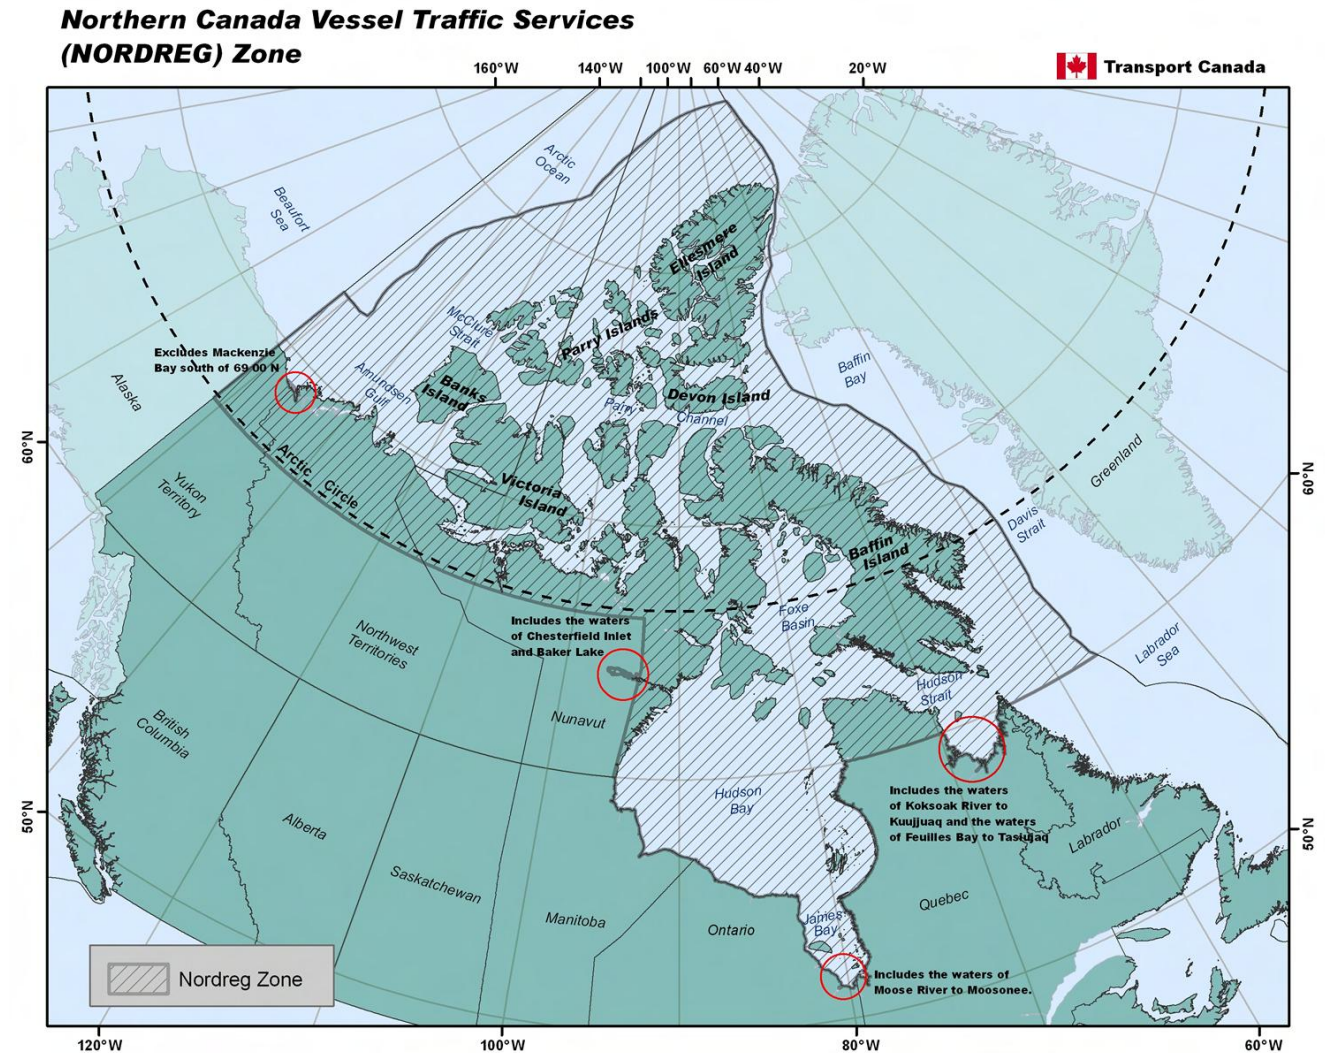 Northern Canada Vessel Traffic Services
(NORDREG) Zone
Transport Canada
160°W 140°W 100°W 60°W 40°W 20°W
Arctic
Ocean
Beaufort
Sea
Ellesmere
Island
McClure
Strait
Parry Islands
Excludes Mackenzie
Bay south of 69 00 N
Baffin
Bay
Alaska
Amundsen
Gulf
Banks
Island
Devon Island
Parry
Channel
60°N
Greenland
60°N
Arctic
Circle
Yukon
Territory
Victoria
Island
Davis
Strait
Baffin
Island
Foxe
Basin
Includes the waters
of Chesterfield Inlet
and Baker Lake
Northwest
Territories
Labrador
Sea
Hudson
Strait
Nunavut
British
Columbia
Hudson
Bay
Includes the waters
of Koksoak River to
Kuujjuaq and the waters
of Feuilles Bay to Tasiujaq
50°N
Alberta
Labrador
50°N
Saskatchewan
Quebec
Manitoba
Ontario
James
Bay
Includes the waters of
Moose River to Moosonee.
Nordreg Zone
120°W 100°W 80°W 60°W